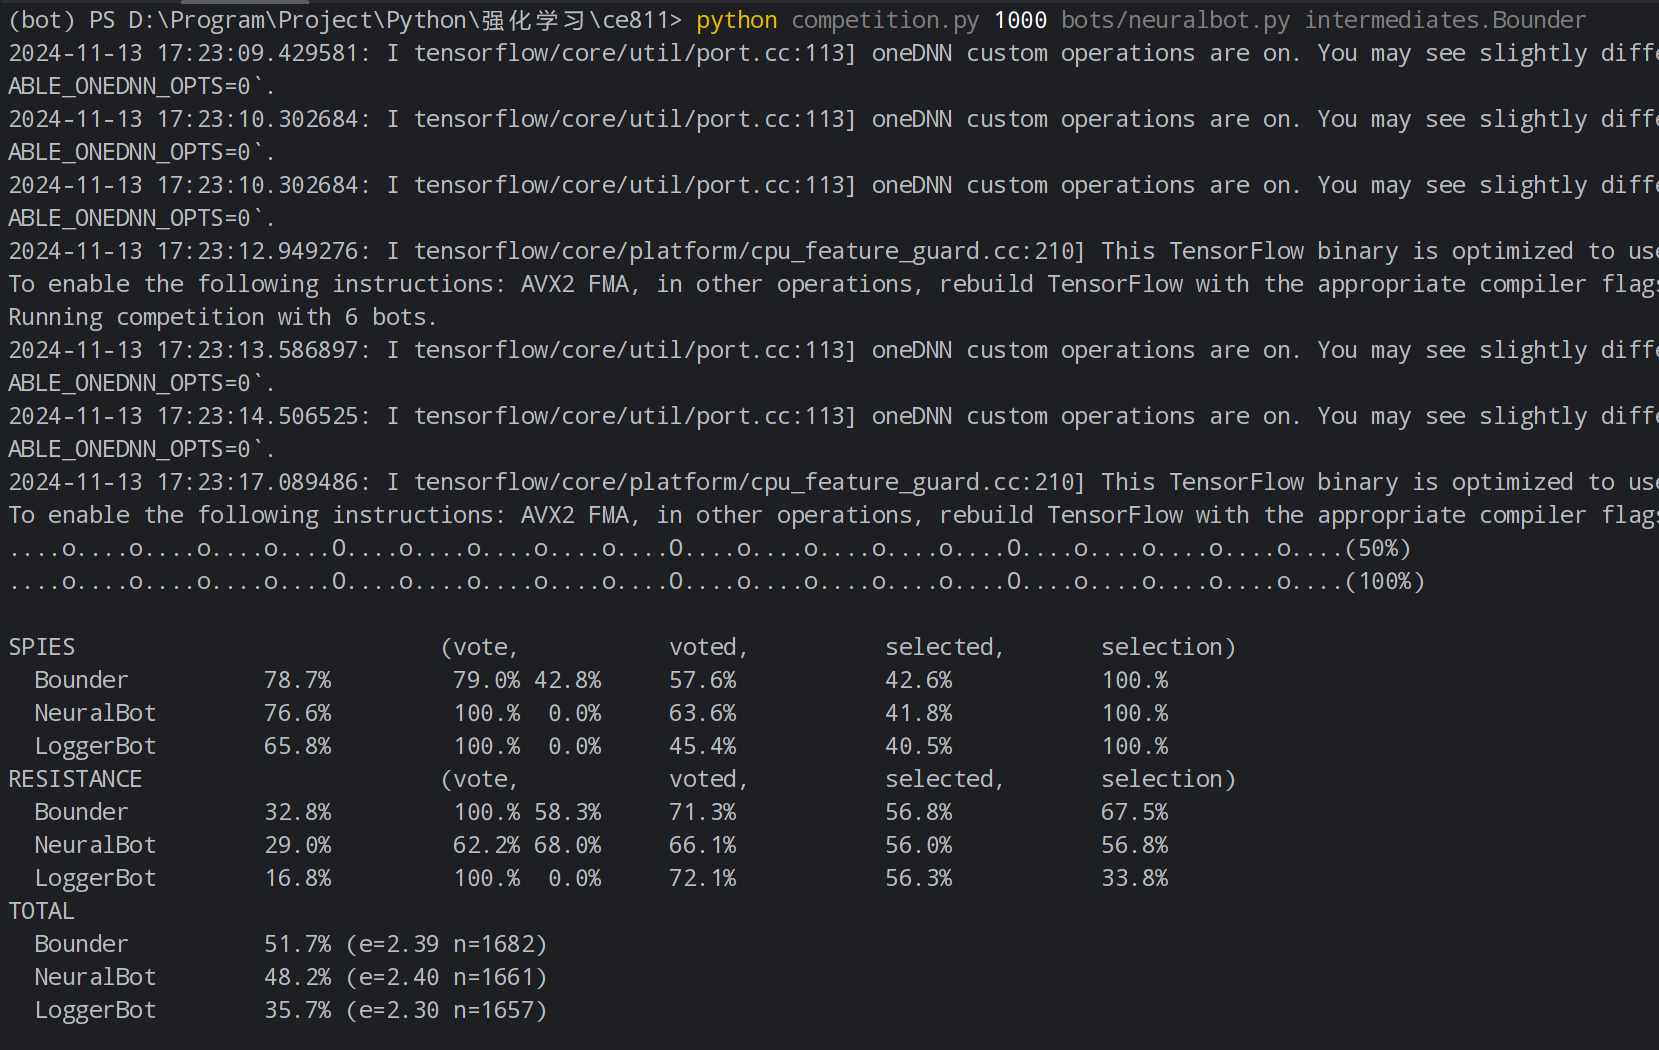 (bot) PS D:\Program\Project\Python\强化学习\ce811> python competition.py 1000 bots/neuralbot.py intermediates.Bounder
2024-11-13 17:23:09.429581: I tensorflow/core/util/port.cc:113] oneDNN custom operations are on. You may see slightly diffe
ABLE_ONEDNN_OPTS=0`.
2024-11-13 17:23:10.302684: I tensorflow/core/util/port.cc:113] oneDNN custom operations are on. You may see slightly diffe
ABLE_ONEDNN_OPTS=0`.
2024-11-13 17:23:10.302684: I tensorflow/core/util/port.cc:113] oneDNN custom operations are on. You may see slightly diffe
ABLE_ONEDNN_OPTS=0`.
2024-11-13 17:23:12.949276: I tensorflow/core/platform/cpu_feature_guard.cc:210] This TensorFlow binary is optimized to use
To enable the following instructions: AVX2 FMA, in other operations, rebuild TensorFlow with the appropriate compiler flags
Running competition with 6 bots.
2024-11-13 17:23:13.586897: I tensorflow/core/util/port.cc:113] oneDNN custom operations are on. You may see slightly diffe
ABLE_ONEDNN_OPTS=0`.
2024-11-13 17:23:14.506525: I tensorflow/core/util/port.cc:113] oneDNN custom operations are on. You may see slightly diffe
ABLE_ONEDNN_OPTS=0`.
2024-11-13 17:23:17.089486: I tensorflow/core/platform/cpu_feature_guard.cc:210] This TensorFlow binary is optimized to use
To enable the following instructions: AVX2 FMA, in other operations, rebuild TensorFlow with the appropriate compiler flags
....o....o....o....o....O....o....o....o....o....O....o....o....o....o....O....o....o....o....o....(50%)
....o....o....o....o....O....o....o....o....o....O....o....o....o....o....O....o....o....o....o....(100%)
SPIES (vote, voted, selected, selection)
Bounder 78.7% 79.0% 42.8% 57.6% 42.6% 100.%
NeuralBot 76.6% 100.% 0.0% 63.6% 41.8% 100.%
LoggerBot 65.8% 100.% 0.0% 45.4% 40.5% 100.%
RESISTANCE (vote, voted, selected, selection)
Bounder 32.8% 100.% 58.3% 71.3% 56.8% 67.5%
NeuralBot 29.0% 62.2% 68.0% 66.1% 56.0% 56.8%
LoggerBot 16.8% 100.% 0.0% 72.1% 56.3% 33.8%
TOTAL
Bounder 51.7% (e=2.39 n=1682)
NeuralBot 48.2% (e=2.40 n=1661)
LoggerBot 35.7% (e=2.30 n=1657)